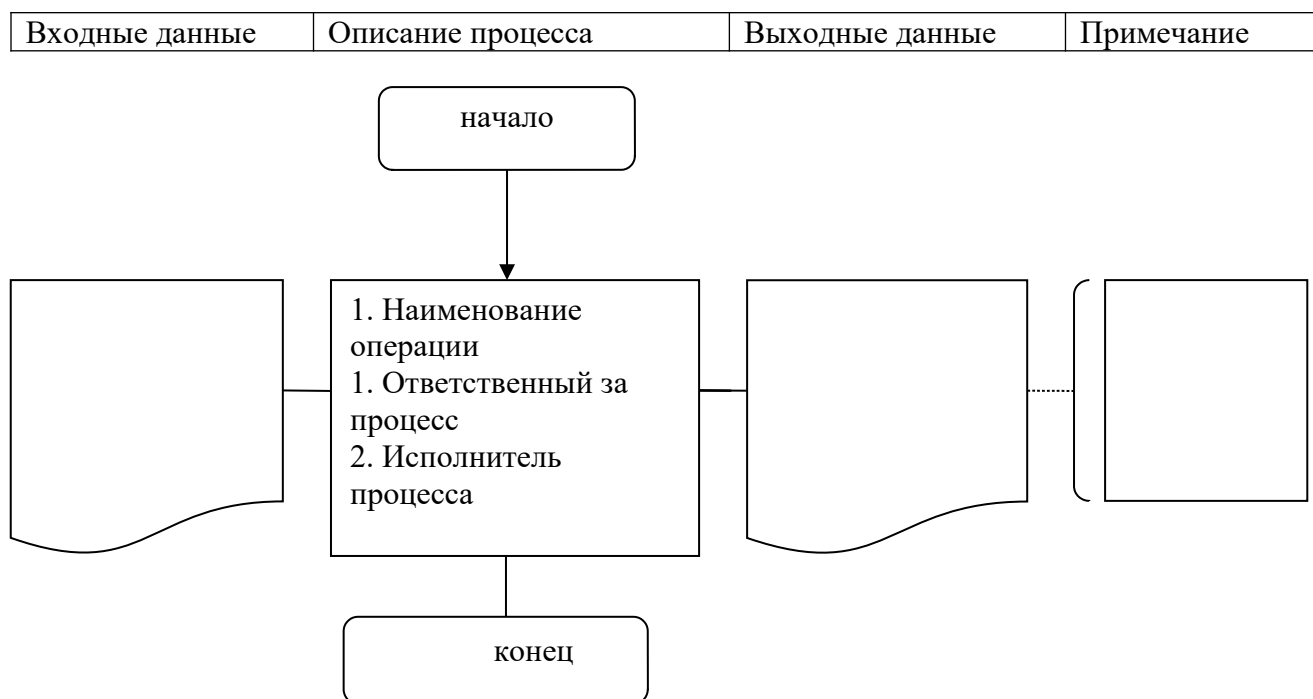 Входные данные Описание процесса Выходные данные Примечание
начало
1. Наименование
операции
1. Ответственный за
процесс
2. Исполнитель
процесса
конец